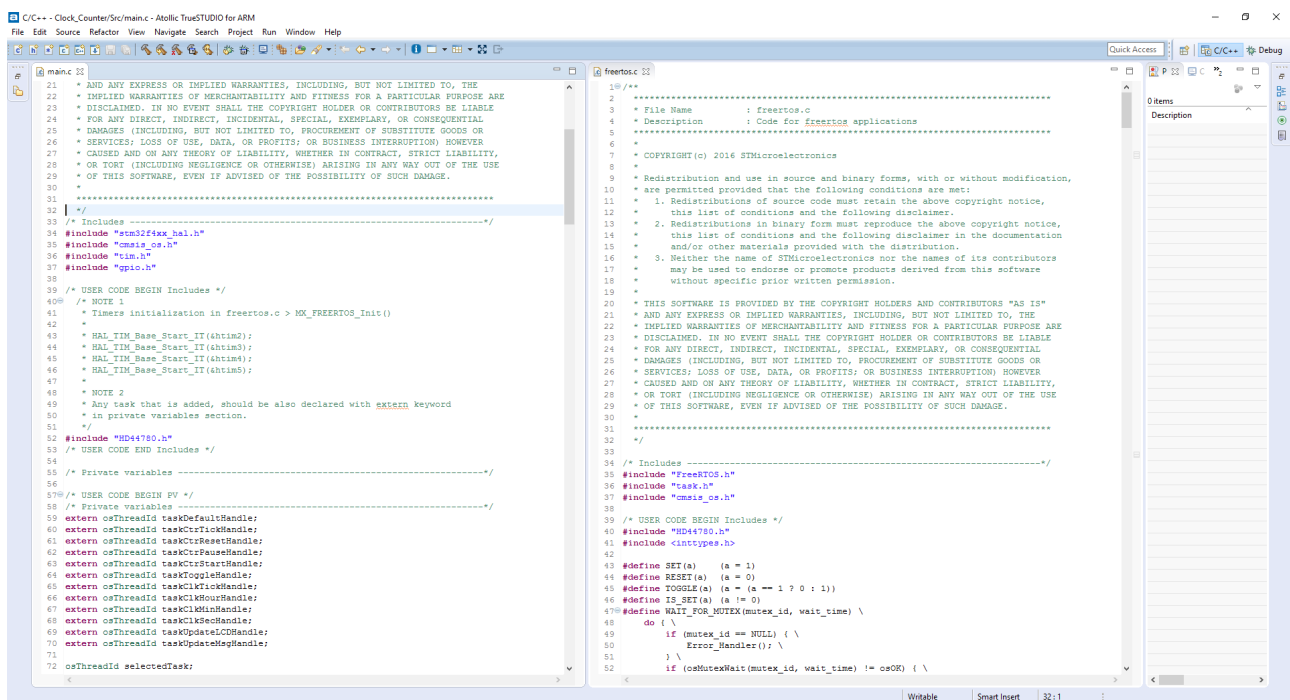 C/C++ - Clock_Counter/Src/main.c - Atollic TrueSTUDIO for ARM
File Edit Source Refactor View Navigate Search Project Run Window Help
Quick Access
C/C++
Debug
main.c
21 * AND ANY EXPRESS OR IMPLIED WARRANTIES, INCLUDING, BUT NOT LIMITED TO, THE
22 * IMPLIED WARRANTIES OF MERCHANTABILITY AND FITNESS FOR A PARTICULAR PURPOSE ARE
23 * DISCLAIMED. IN NO EVENT SHALL THE COPYRIGHT HOLDER OR CONTRIBUTORS BE LIABLE
24 * FOR ANY DIRECT, INDIRECT, INCIDENTAL, SPECIAL, EXEMPLARY, OR CONSEQUENTIAL
25 * DAMAGES (INCLUDING, BUT NOT LIMITED TO, PROCUREMENT OF SUBSTITUTE GOODS OR
26 * SERVICES; LOSS OF USE, DATA, OR PROFITS; OR BUSINESS INTERRUPTION) HOWEVER
27 * CAUSED AND ON ANY THEORY OF LIABILITY, WHETHER IN CONTRACT, STRICT LIABILITY,
28 * OR TORT (INCLUDING NEGLIGENCE OR OTHERWISE) ARISING IN ANY WAY OUT OF THE USE
29 * OF THIS SOFTWARE, EVEN IF ADVISED OF THE POSSIBILITY OF SUCH DAMAGE.
30 *
31 ******************************************************************************
32 */
33 /* Includes ------------------------------------------------------------------*/
34 #include "stm32f4xx_hal.h"
35 #include "cmsis_os.h"
36 #include "tim.h"
37 #include "gpio.h"
38
39 /* USER CODE BEGIN Includes */
40 /* NOTE 1
41 * Timers initialization in freertos.c > MX_FREERTOS_Init()
42 *
43 * HAL_TIM_Base_Start_IT(&htim2);
44 * HAL_TIM_Base_Start_IT(&htim3);
45 * HAL_TIM_Base_Start_IT(&htim4);
46 * HAL_TIM_Base_Start_IT(&htim5);
47 *
48 * NOTE 2
49 * Any task that is added, should be also declared with extern keyword
50 * in private variables section.
51 */
52 #include "HD44780.h"
53 /* USER CODE END Includes */
54
55 /* Private variables ---------------------------------------------------------*/
56
57 /* USER CODE BEGIN PV */
58 /* Private variables ---------------------------------------------------------*/
59 extern osThreadId taskDefaultHandle;
60 extern osThreadId taskCtrTickHandle;
61 extern osThreadId taskCtrResetHandle;
62 extern osThreadId taskCtrPauseHandle;
63 extern osThreadId taskCtrStartHandle;
64 extern osThreadId taskToggleHandle;
65 extern osThreadId taskClkTickHandle;
66 extern osThreadId taskClkHourHandle;
67 extern osThreadId taskClkMinHandle;
68 extern osThreadId taskClkSecHandle;
69 extern osThreadId taskUpdateLCDHandle;
70 extern osThreadId taskUpdateMsgHandle;
71
72 osThreadId selectedTask;
freertos.c
1 /**
2 ******************************************************************************
3 * File Name : freertos.c
4 * Description : Code for freertos applications
5 ******************************************************************************
6 *
7 * COPYRIGHT(c) 2016 STMicroelectronics
8 *
9 * Redistribution and use in source and binary forms, with or without modification,
10 * are permitted provided that the following conditions are met:
11 * 1. Redistributions of source code must retain the above copyright notice,
12 * this list of conditions and the following disclaimer.
13 * 2. Redistributions in binary form must reproduce the above copyright notice,
14 * this list of conditions and the following disclaimer in the documentation
15 * and/or other materials provided with the distribution.
16 * 3. Neither the name of STMicroelectronics nor the names of its contributors
17 * may be used to endorse or promote products derived from this software
18 * without specific prior written permission.
19 *
20 * THIS SOFTWARE IS PROVIDED BY THE COPYRIGHT HOLDERS AND CONTRIBUTORS "AS IS"
21 * AND ANY EXPRESS OR IMPLIED WARRANTIES, INCLUDING, BUT NOT LIMITED TO, THE
22 * IMPLIED WARRANTIES OF MERCHANTABILITY AND FITNESS FOR A PARTICULAR PURPOSE ARE
23 * DISCLAIMED. IN NO EVENT SHALL THE COPYRIGHT HOLDER OR CONTRIBUTORS BE LIABLE
24 * FOR ANY DIRECT, INDIRECT, INCIDENTAL, SPECIAL, EXEMPLARY, OR CONSEQUENTIAL
25 * DAMAGES (INCLUDING, BUT NOT LIMITED TO, PROCUREMENT OF SUBSTITUTE GOODS OR
26 * SERVICES; LOSS OF USE, DATA, OR PROFITS; OR BUSINESS INTERRUPTION) HOWEVER
27 * CAUSED AND ON ANY THEORY OF LIABILITY, WHETHER IN CONTRACT, STRICT LIABILITY,
28 * OR TORT (INCLUDING NEGLIGENCE OR OTHERWISE) ARISING IN ANY WAY OUT OF THE USE
29 * OF THIS SOFTWARE, EVEN IF ADVISED OF THE POSSIBILITY OF SUCH DAMAGE.
30 *
31 ******************************************************************************
32 */
33
34 /* Includes ------------------------------------------------------------------*/
35 #include "FreeRTOS.h"
36 #include "task.h"
37 #include "cmsis_os.h"
38
39 /* USER CODE BEGIN Includes */
40 #include "HD44780.h"
41 #include <inttypes.h>
42
43 #define SET(a) (a = 1)
44 #define RESET(a) (a = 0)
45 #define TOGGLE(a) (a = (a == 1 ? 0 : 1))
46 #define IS_SET(a) (a != 0)
47 #define WAIT_FOR_MUTEX(mutex_id, wait_time) \
48 do { \
49 if (mutex_id == NULL) { \
50 Error_Handler(); \
51 } \
52 if (osMutexWait(mutex_id, wait_time) != osOK) { \
P C 2
0 items
Description
Writable Smart Insert 32 : 1